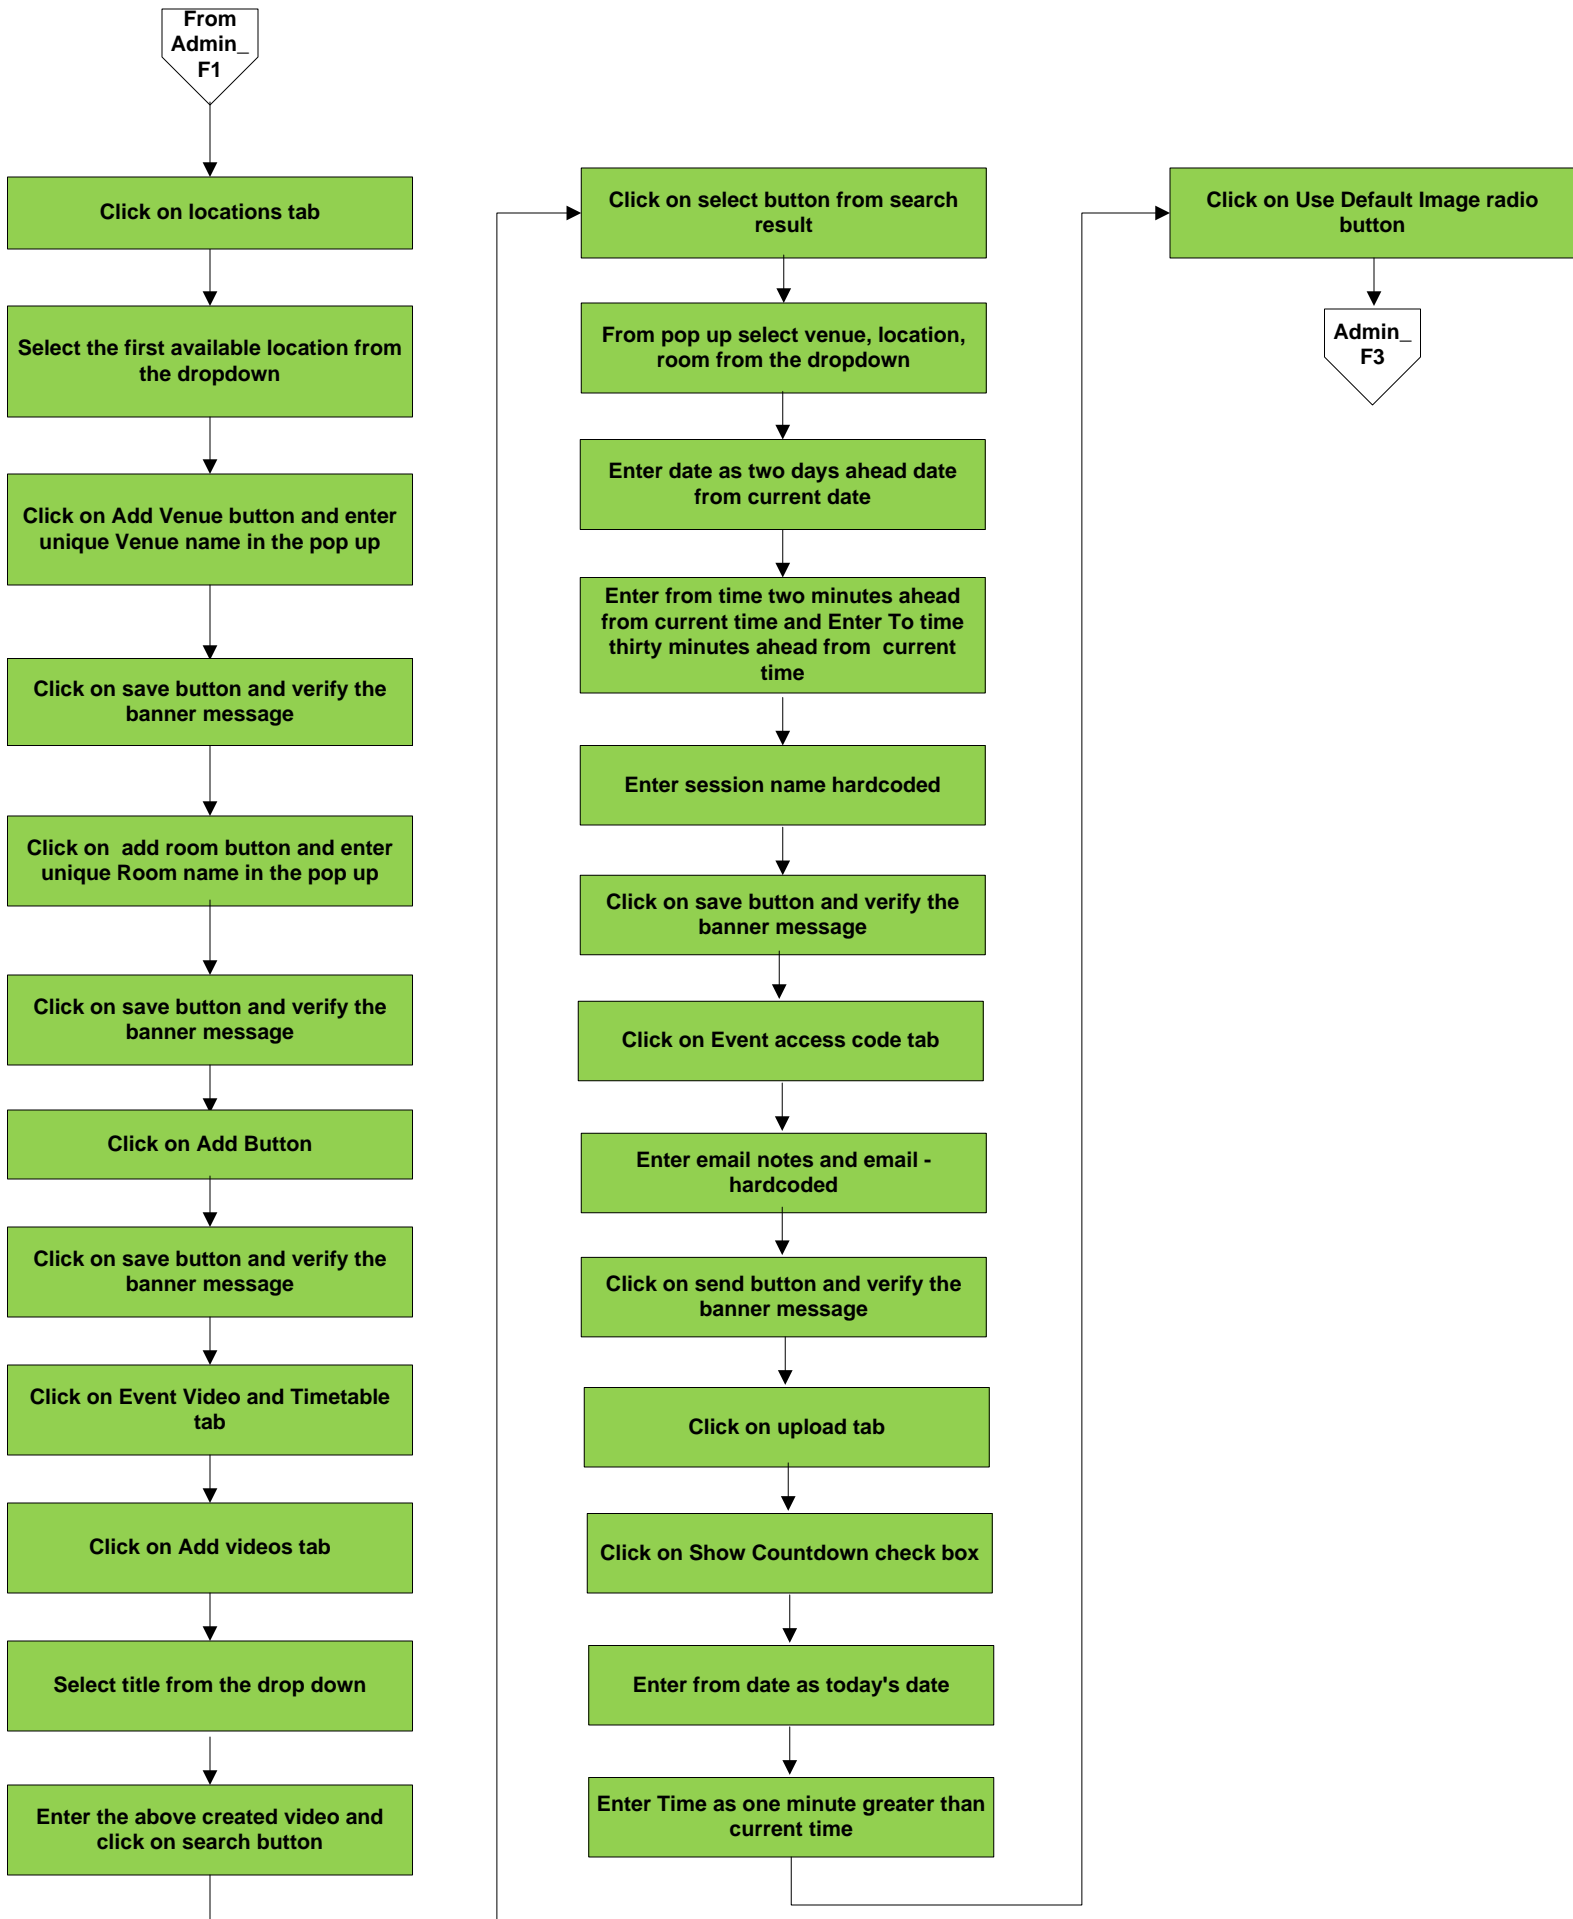 From
Admin_
F1
Click on locations tab
Select the first available location from
the dropdown
Click on Add Venue button and enter
unique Venue name in the pop up
Click on save button and verify the
banner message
Click on  add room button and enter
unique Room name in the pop up
Click on save button and verify the
banner message
Click on Add Button
Click on save button and verify the
banner message
Click on Event Video and Timetable
tab
Click on Add videos tab
Select title from the drop down
Enter the above created video and
click on search button
Click on select button from search
result
From pop up select venue, location,
room from the dropdown
Enter date as two days ahead date
from current date
Enter from time two minutes ahead
from current time and Enter To time
thirty minutes ahead from  current
time
Enter session name hardcoded
Click on save button and verify the
banner message
Click on Event access code tab
Enter email notes and email -
hardcoded
Click on send button and verify the
banner message
Click on upload tab
Click on Show Countdown check box
Enter from date as today's date
Enter Time as one minute greater than
current time
Click on Use Default Image radio
button
Admin_
F3